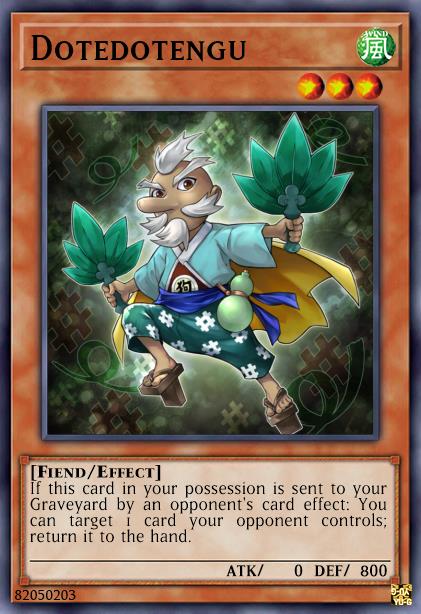 DOTEDOTENGU
WIND
風
狗
[FIEND/EFFECT]
If this card in your possession is sent to your
Graveyard by an opponent's card effect: You
can target 1 card your opponent controls;
return it to the hand.
ATK/ 0 DEF/ 800
82050203